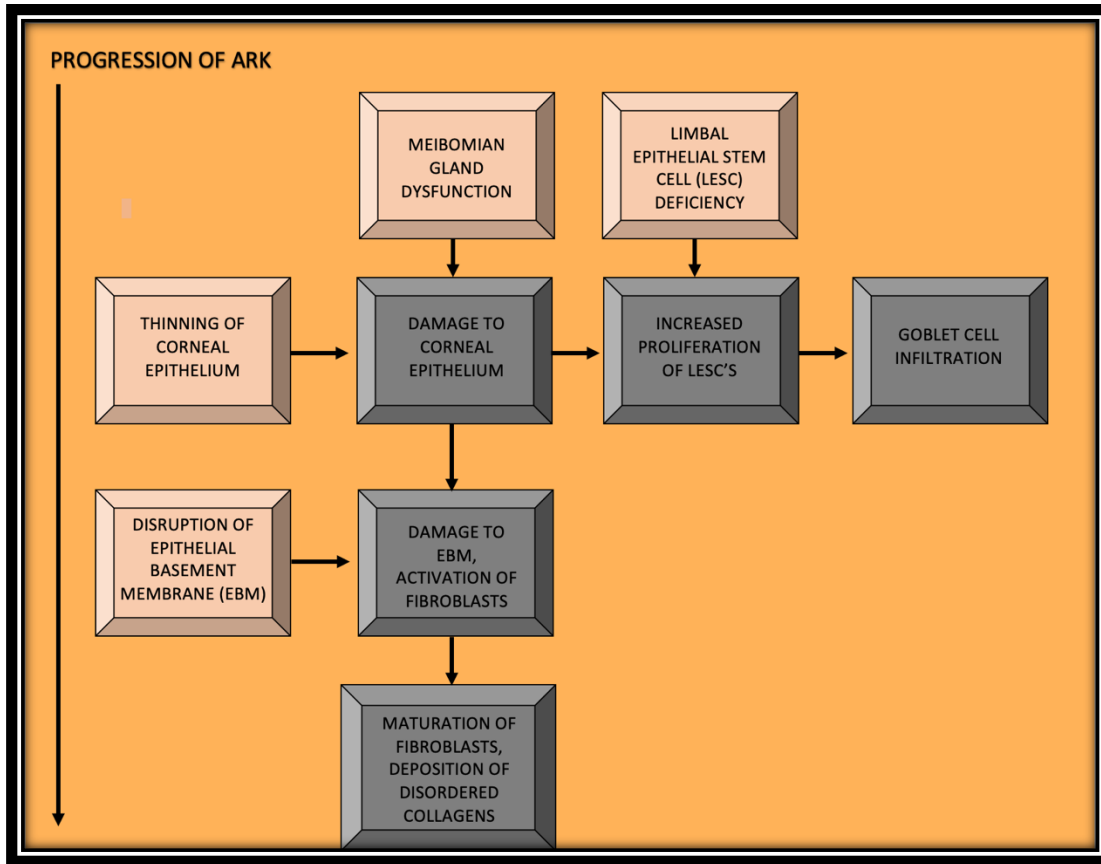 PROGRESSION OF ARK
MEIBOMIAN
GLAND
DYSFUNCTION
LIMBAL
EPITHELIAL STEM
CELL (LESC)
DEFICIENCY
THINNING OF
CORNEAL
EPITHELIUM
DAMAGE TO
CORNEAL
EPITHELIUM
INCREASED
PROLIFERATION
OF LESC'S
GOBLET CELL
INFILTRATION
DISRUPTION OF
EPITHELIAL
BASEMENT
MEMBRANE (EBM)
DAMAGE TO
EBM,
ACTIVATION OF
FIBROBLASTS
MATURATION OF
FIBROBLASTS,
DEPOSITION OF
DISORDERED
COLLAGENS